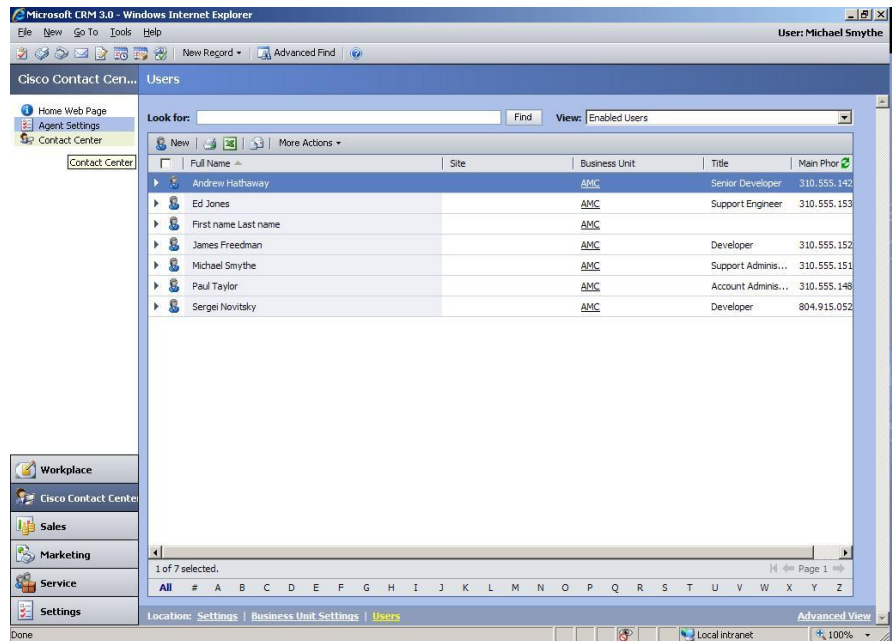 Microsoft CRM 3.0 - Windows Internet Explorer
File New Go To Tools Help User: Michael Smythe
New Record Advanced Find
Cisco Contact Cen... Users
Home Web Page
Agent Settings
Contact Center
Contact Center
Look for: Find View: Enabled Users
New More Actions
Full Name Site Business Unit Title Main Phor
Andrew Hathaway AMC Senior Developer 310.555.142
Ed Jones AMC Support Engineer 310.555.153
First name Last name AMC
James Freedman AMC Developer 310.555.152
Michael Smythe AMC Support Adminis... 310.555.151
Paul Taylor AMC Account Adminis... 310.555.148
Sergei Novitsky AMC Developer 804.915.052
Workplace
Cisco Contact Center
Sales
Marketing
Service
Settings
1 of 7 selected. Page 1
All # A B C D E F G H I J K L M N O P Q R S T U V W X Y Z
Location: Settings | Business Unit Settings | Users Advanced View
Done Local intranet 100%